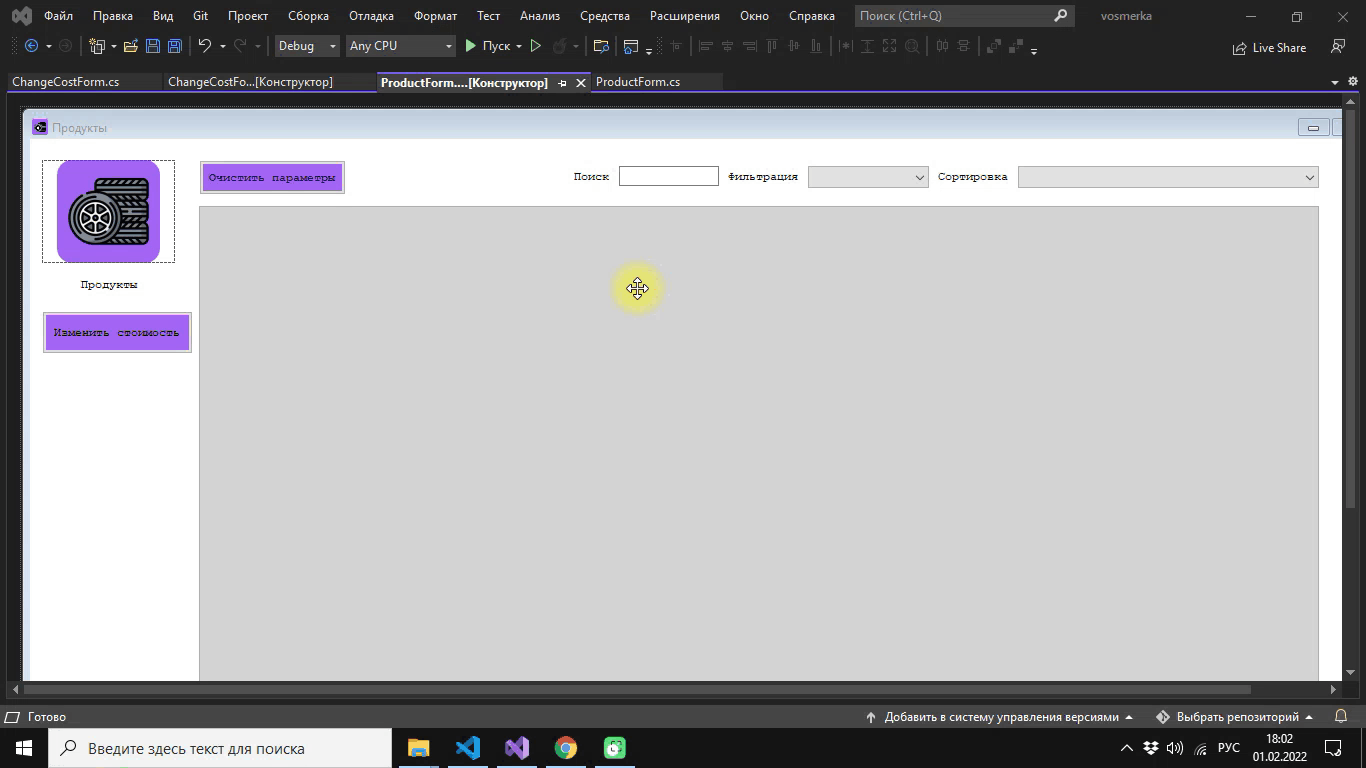 Файл Правка Вид Git Проект Сборка Отладка Формат Тест Анализ Средства Расширения Окно Справка Поиск (Ctrl+Q) vosmerka
Debug Any CPU Пуск Live Share
ChangeCostForm.cs ChangeCostFo...[Конструктор] ProductForm....[Конструктор] ProductForm.cs
Продукты
Очистить параметры Поиск Фильтрация Сортировка
Продукты
Изменить стоимость
Готово Добавить в систему управления версиями Выбрать репозиторий
Введите здесь текст для поиска РУС 18:02
01.02.2022